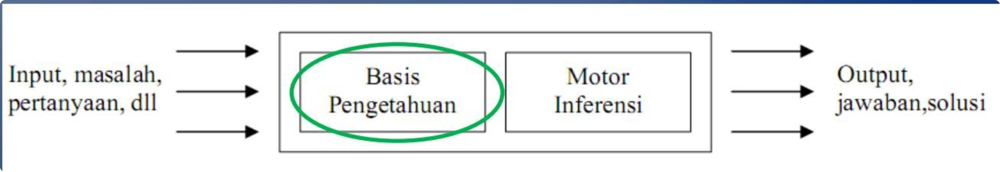 Input, masalah,
pertanyaan, dll
Basis
Pengetahuan
Motor
Inferensi
Output,
jawaban,solusi